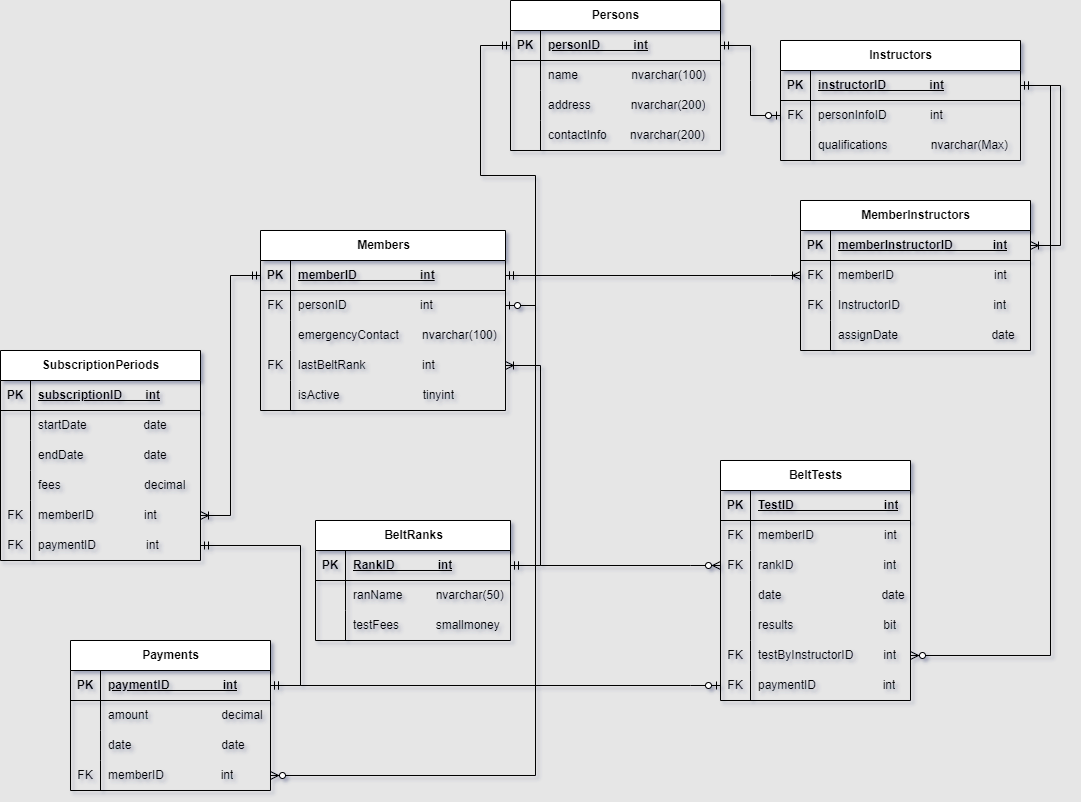 Persons
PK personID int
name nvarchar(100)
address nvarchar(200)
contactInfo nvarchar(200)
Instructors
PK instructorID int
FK personInfoID int
qualifications nvarchar(Max)
MemberInstructors
PK memberInstructorID int
FK memberID int
FK InstructorID int
assignDate date
Members
PK memberID int
FK personID int
emergencyContact nvarchar(100)
FK lastBeltRank int
isActive tinyint
SubscriptionPeriods
PK subscriptionID int
startDate date
endDate date
fees decimal
FK memberID int
FK paymentID int
BeltTests
PK TestID int
FK memberID int
FK rankID int
date date
results bit
FK testByInstructorID int
FK paymentID int
BeltRanks
PK RankID int
ranName nvarchar(50)
testFees smallmoney
Payments
PK paymentID int
amount decimal
date date
FK memberID int